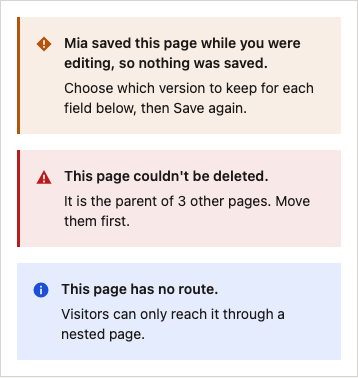 Mia saved this page while you were
editing, so nothing was saved.
Choose which version to keep for each
field below, then Save again.
This page couldn't be deleted.
It is the parent of 3 other pages. Move
them first.
This page has no route.
Visitors can only reach it through a
nested page.